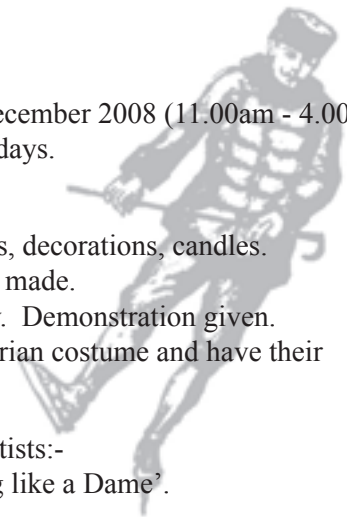 ecember 2008 (11.00am - 4.00
days.
s, decorations, candles.
made.
. Demonstration given.
rian costume and have their
tists:-
g like a Dame’.